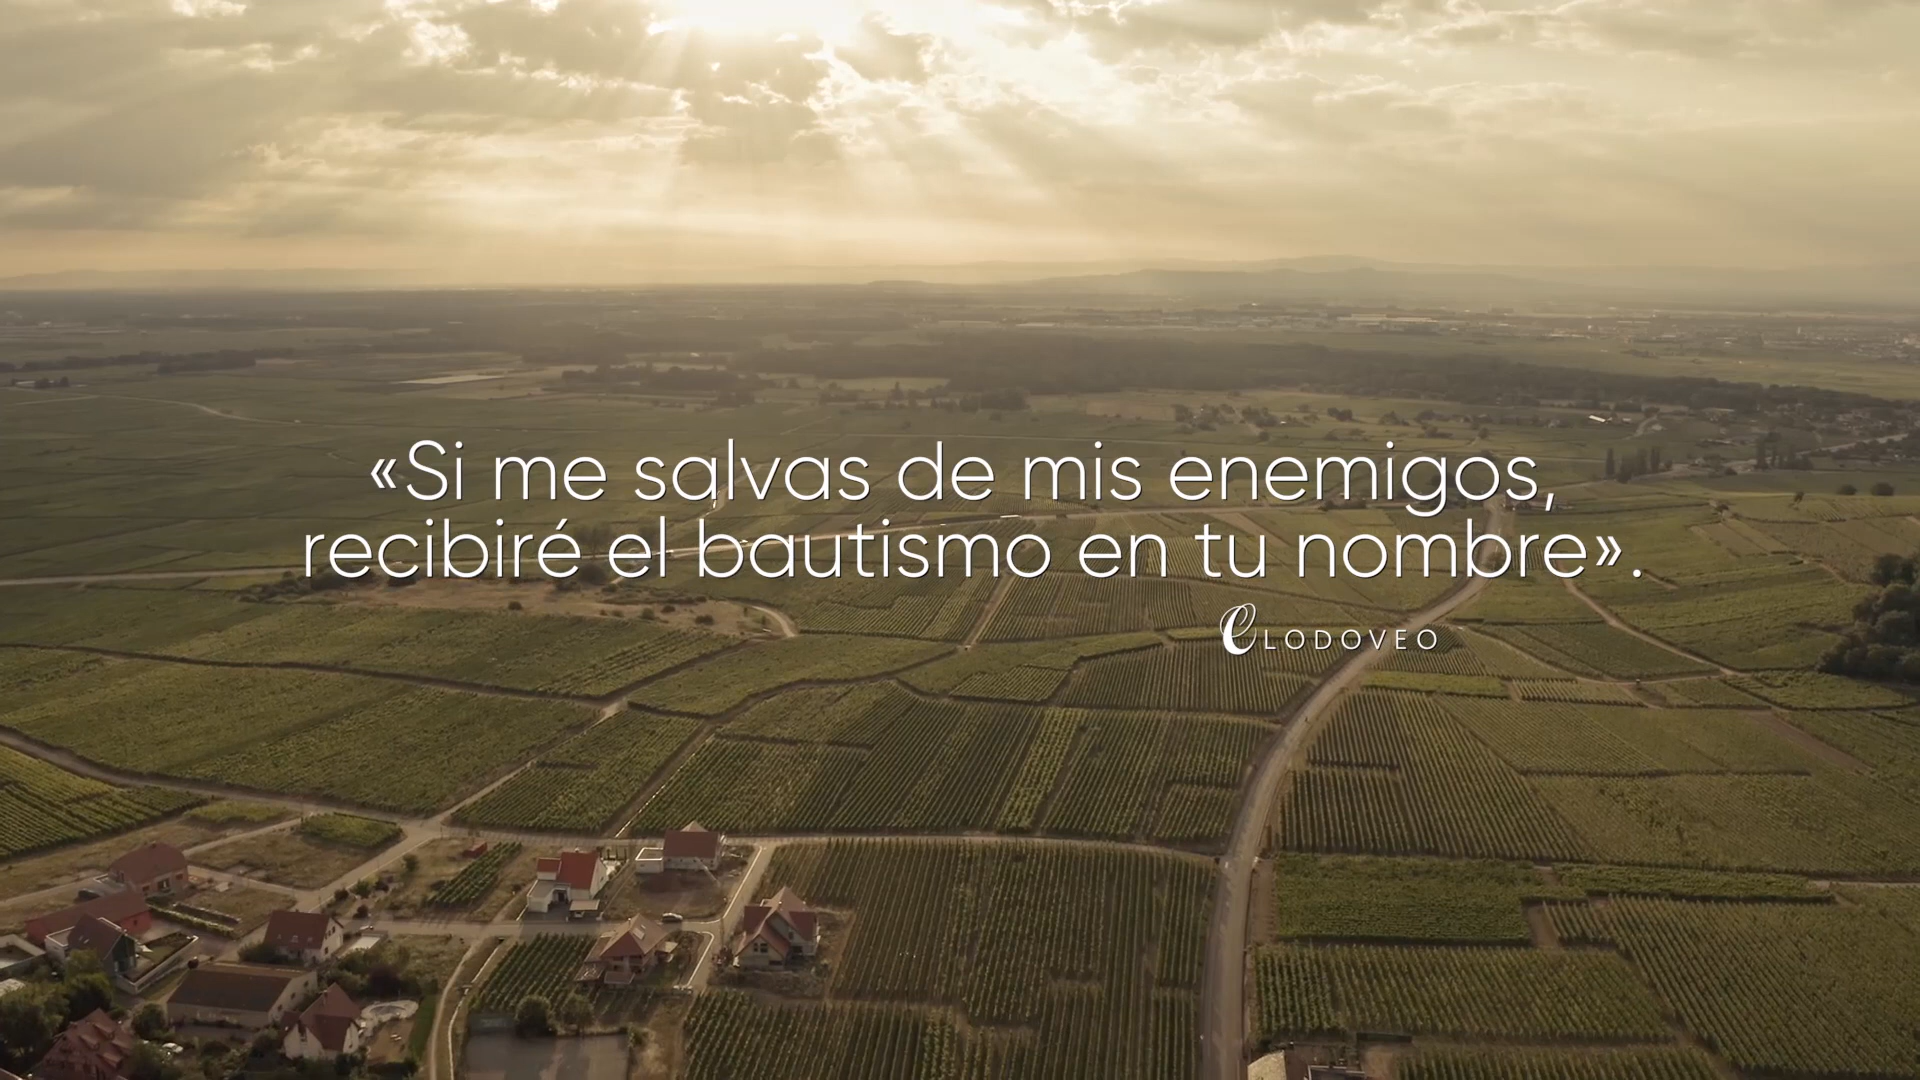 «Si me salvas de mis enemigos,
recibiré el bautismo en tu nombre».
CLODOVEO